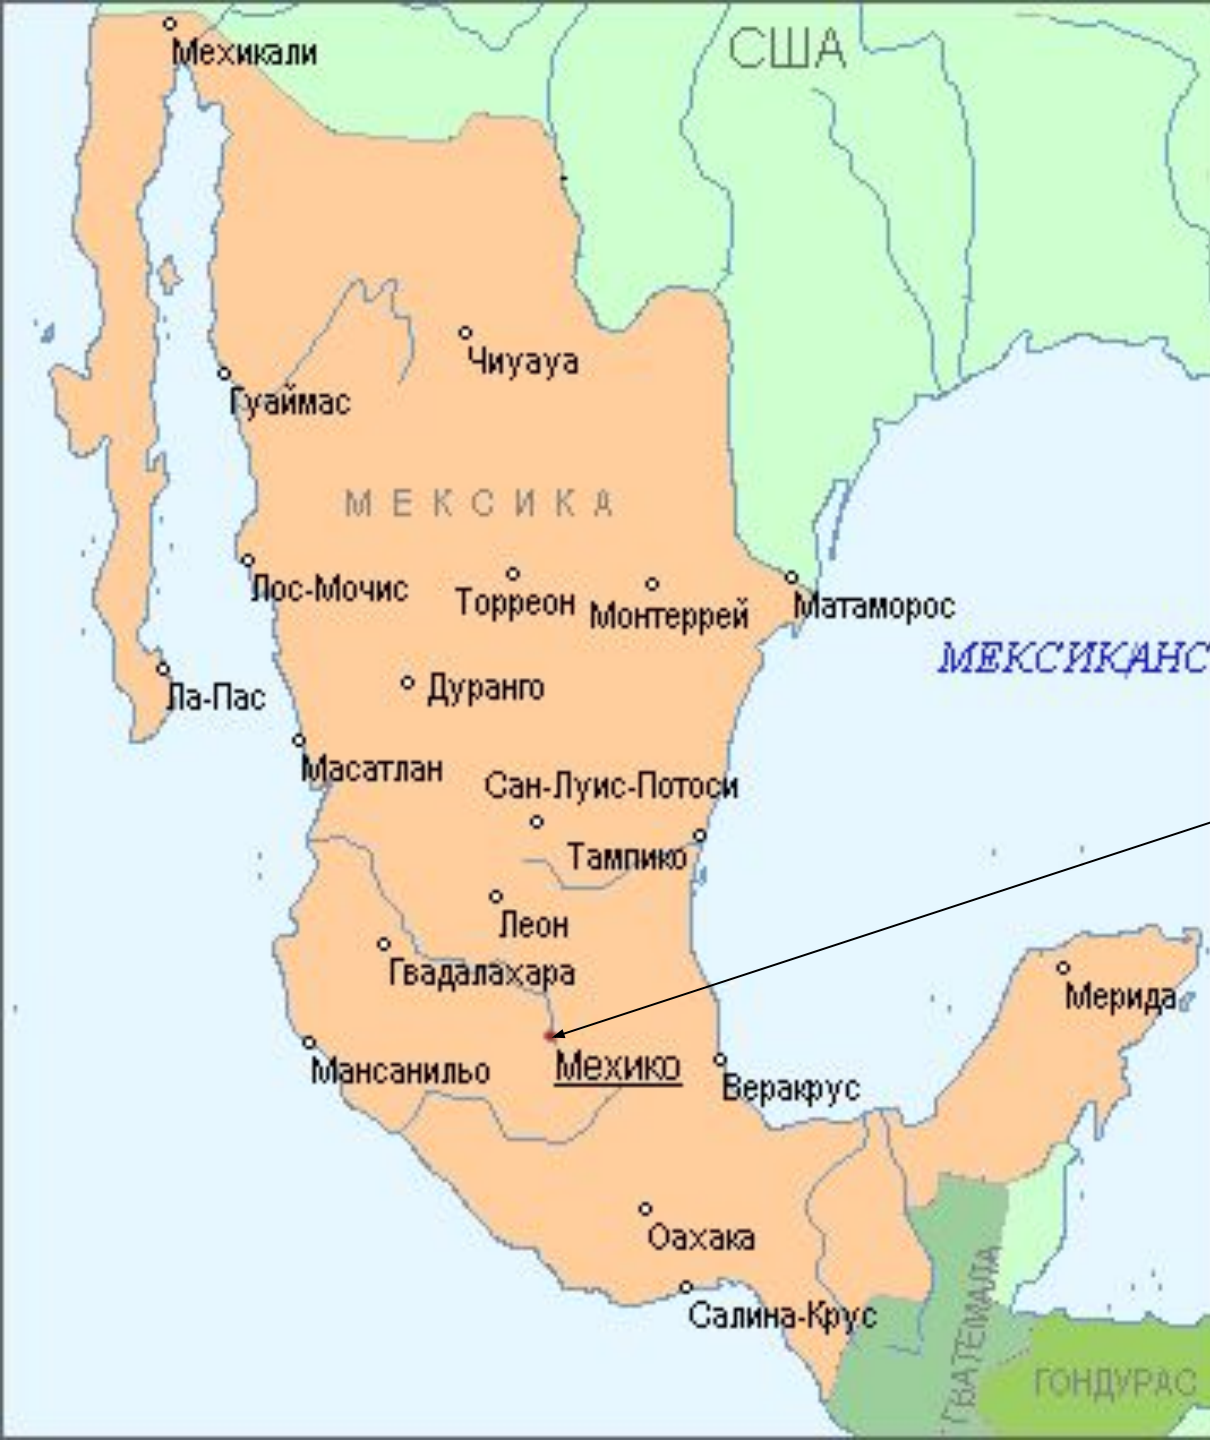 США
Мехикали
Чиуауа
Гуаймас
МЕКСИКА
Лос-Мочис
Торреон
Монтеррей
Матаморос
МЕКСИКАНС
Ла-Пас
Дуранго
Масатлан
Сан-Луис-Потоси
Тампико
Леон
Гвадалахара
Мерида
Мансанильо
Мехико
Веракрус
Оахака
Салина-Крус
ГВАТЕМАЛА
ГОНДУРАС